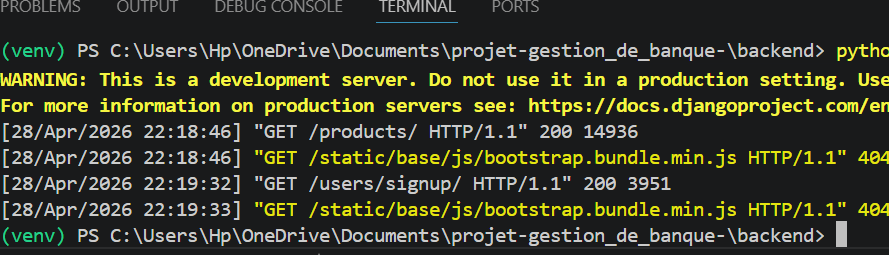 PROBLEMS OUTPUT DEBUG CONSOLE TERMINAL PORTS
(venv) PS C:\Users\Hp\OneDrive\Documents\projet-gestion_de_banque-\backend> pytho
WARNING: This is a development server. Do not use it in a production setting. Use
For more information on production servers see: https://docs.djangoproject.com/en
[28/Apr/2026 22:18:46] "GET /products/ HTTP/1.1" 200 14936
[28/Apr/2026 22:18:46] "GET /static/base/js/bootstrap.bundle.min.js HTTP/1.1" 404
[28/Apr/2026 22:19:32] "GET /users/signup/ HTTP/1.1" 200 3951
[28/Apr/2026 22:19:33] "GET /static/base/js/bootstrap.bundle.min.js HTTP/1.1" 404
(venv) PS C:\Users\Hp\OneDrive\Documents\projet-gestion_de_banque-\backend>